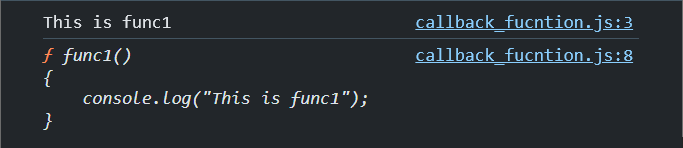 This is func1 callback_fucntion.js:3
ƒ func1() callback_fucntion.js:8
{
    console.log("This is func1");
}